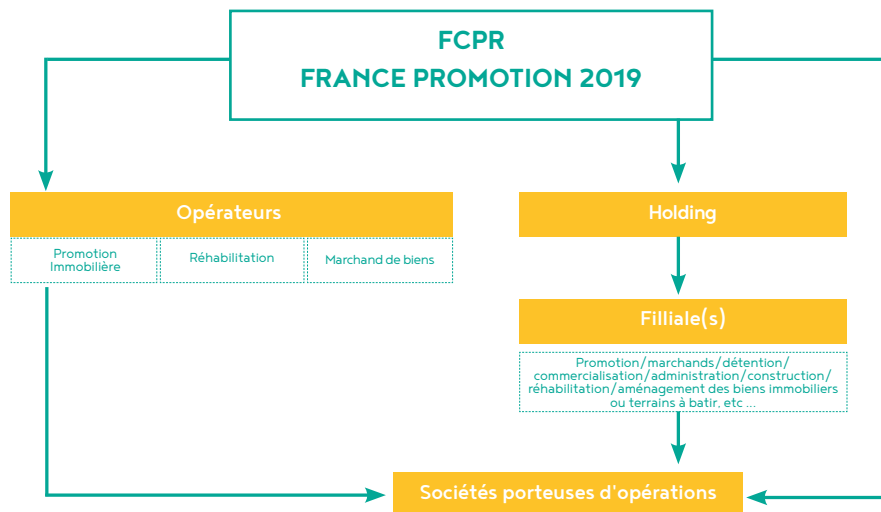 FCPR
FRANCE PROMOTION 2019
Opérateurs
Promotion
Immobilière
Réhabilitation
Marchand de biens
Holding
Filliale(s)
Promotion/marchands/détention/
commercialisation/administration/construction/
réhabilitation/aménagement des biens immobiliers
ou terrains à batir, etc ...
Sociétés porteuses d'opérations